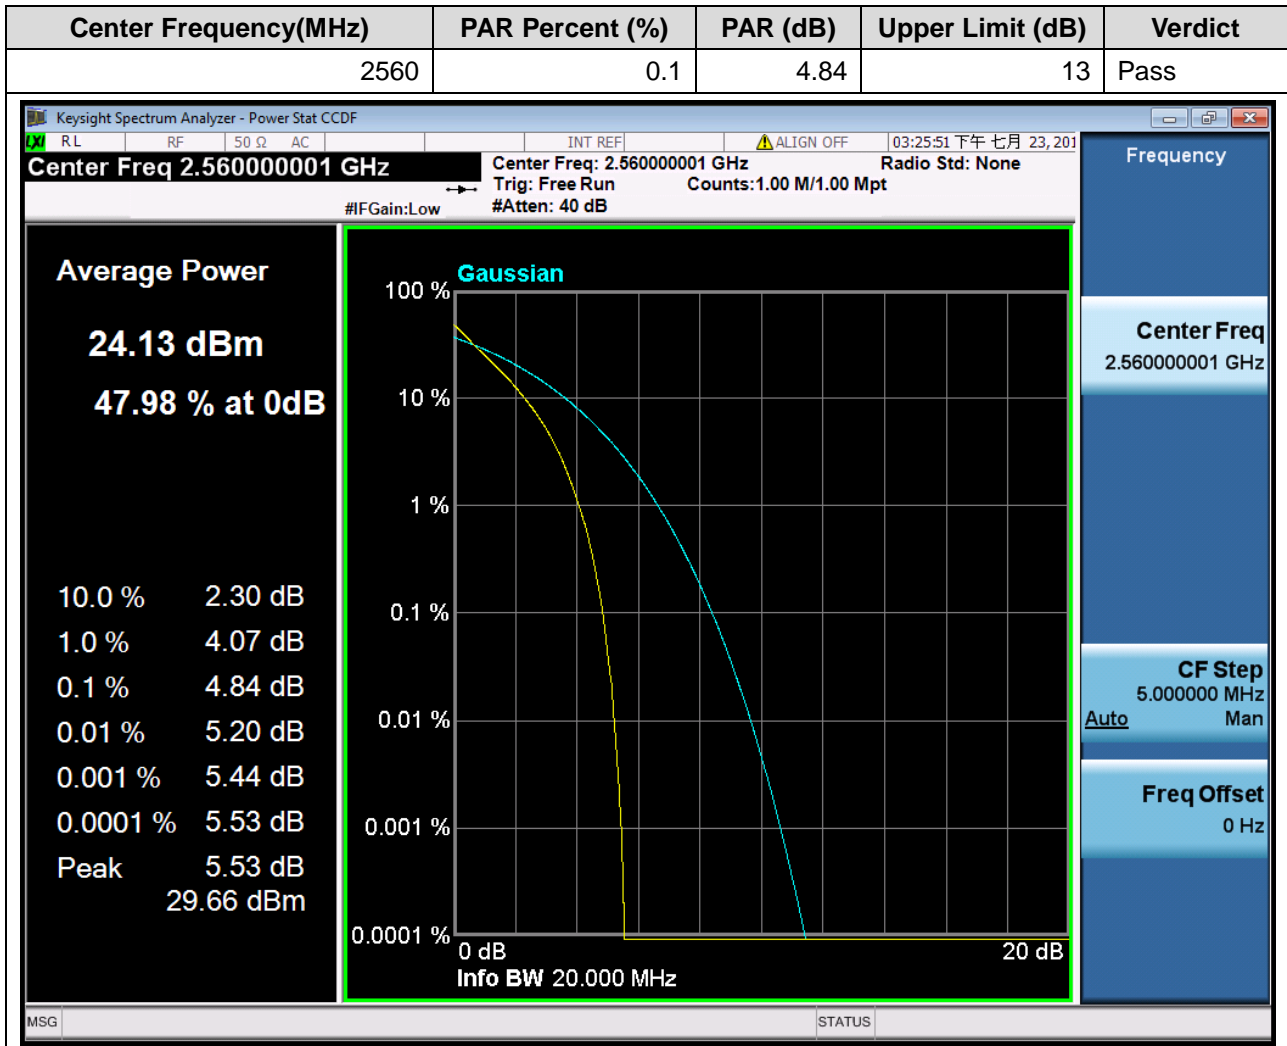 Center Frequency(MHz) PAR Percent (%) PAR (dB) Upper Limit (dB) Verdict
2560 0.1 4.84 13 Pass
Keysight Spectrum Analyzer - Power Stat CCDF
LXI RL RF 50 Ω AC INT REF ALIGN OFF 03:25:51 下午 七月 23, 201
Center Freq 2.560000001 GHz
Center Freq: 2.560000001 GHz Radio Std: None
Trig: Free Run Counts:1.00 M/1.00 Mpt
#IFGain:Low #Atten: 40 dB
Average Power
24.13 dBm
47.98 % at 0dB
10.0 % 2.30 dB
1.0 % 4.07 dB
0.1 % 4.84 dB
0.01 % 5.20 dB
0.001 % 5.44 dB
0.0001 % 5.53 dB
Peak 5.53 dB
29.66 dBm
Gaussian
100 %
10 %
1 %
0.1 %
0.01 %
0.001 %
0.0001 %
0 dB 20 dB
Info BW 20.000 MHz
Frequency
Center Freq
2.560000001 GHz
CF Step
5.000000 MHz
Auto Man
Freq Offset
0 Hz
MSG STATUS